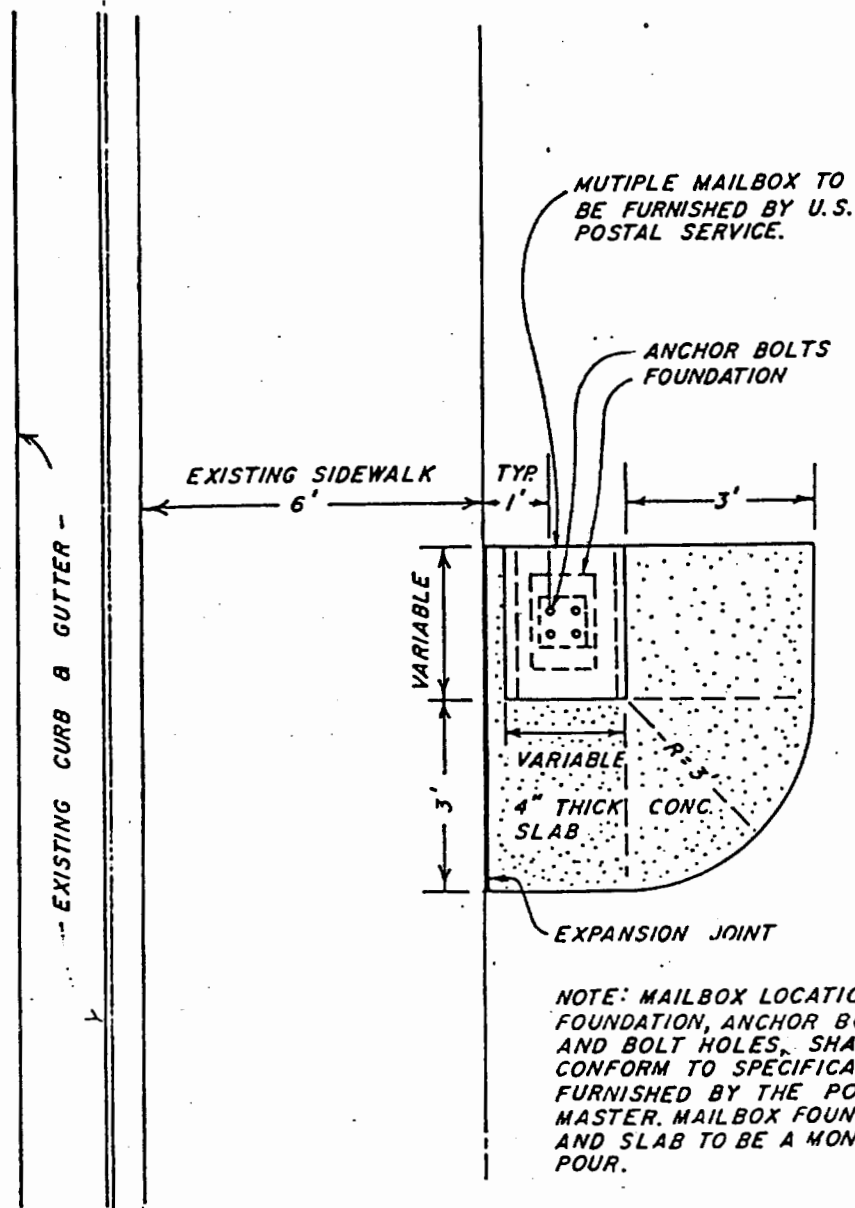 MUTIPLE MAILBOX TO
BE FURNISHED BY U.S.
POSTAL SERVICE.
ANCHOR BOLTS
FOUNDATION
EXISTING SIDEWALK
6'
TYP.
1'
3'
VARIABLE
-- EXISTING CURB & GUTTER --
VARIABLE
R=3'
3'
4" THICK CONC.
SLAB
EXPANSION JOINT
NOTE: MAILBOX LOCATIO
FOUNDATION, ANCHOR BO
AND BOLT HOLES, SHA
CONFORM TO SPECIFICA
FURNISHED BY THE PO
MASTER. MAILBOX FOUN
AND SLAB TO BE A MON
POUR.